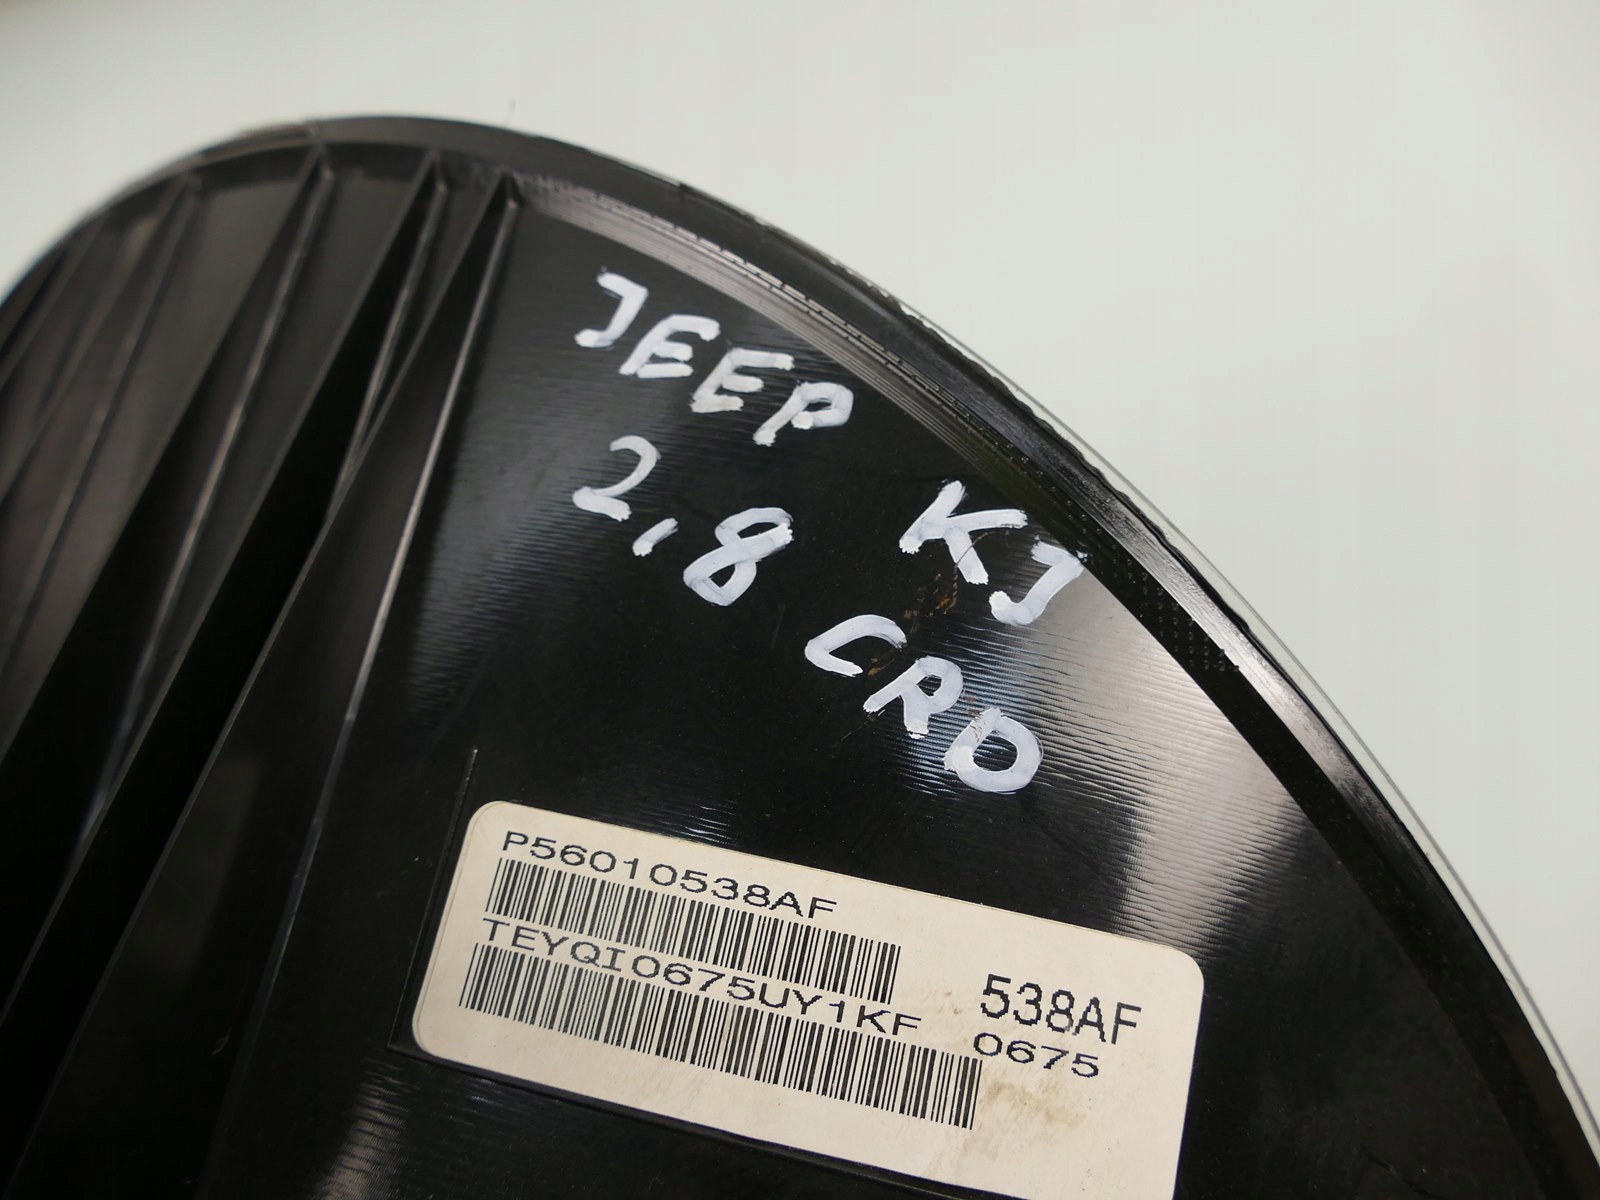 JEEP KJ
2,8 CRD
P56010538AF
TEYQI0675UY1KF
538AF
0675